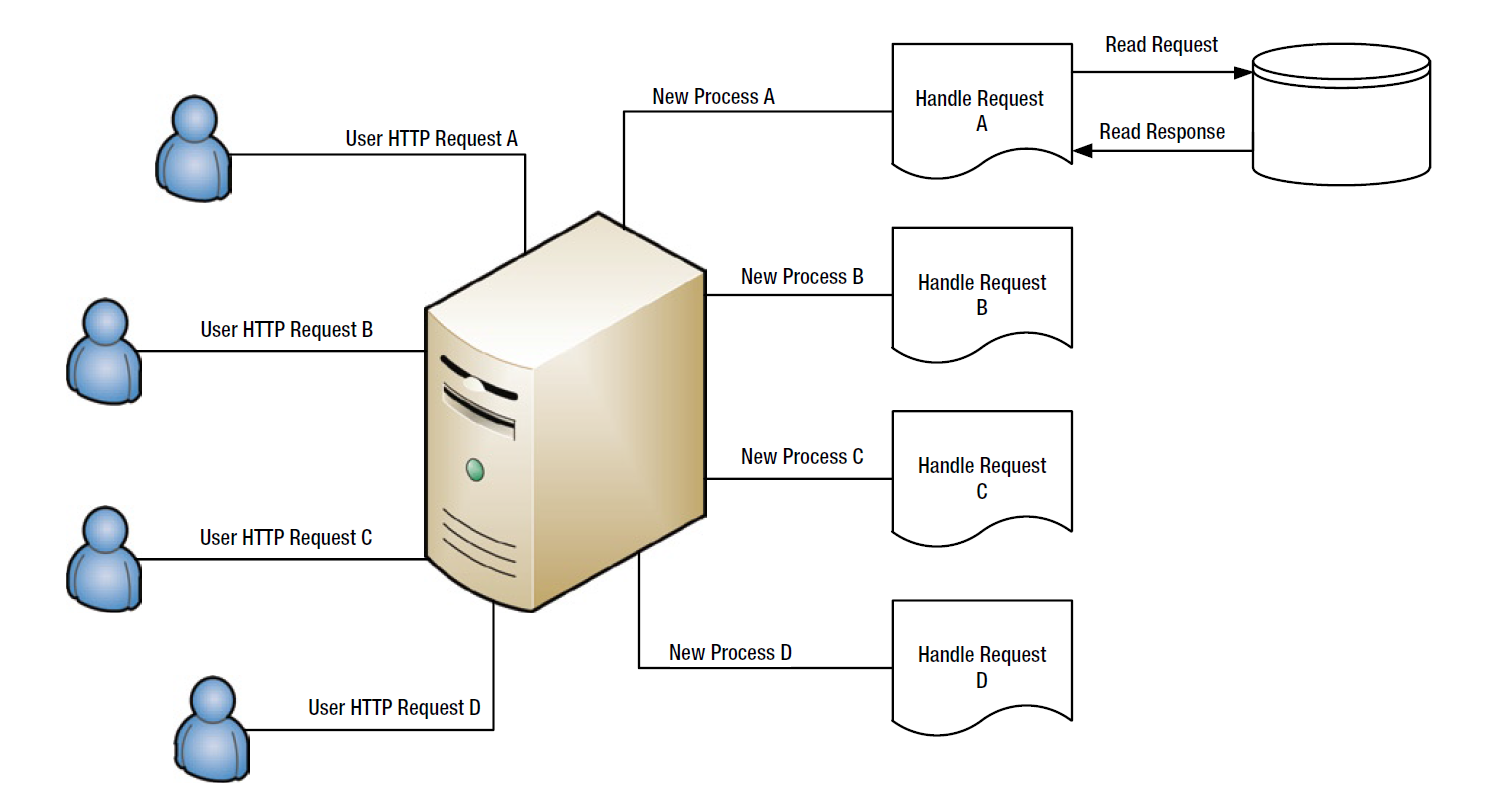 Read Request
New Process A
Handle Request
A
User HTTP Request A
Read Response
New Process B
Handle Request
B
User HTTP Request B
New Process C
Handle Request
C
User HTTP Request C
New Process D
Handle Request
D
User HTTP Request D